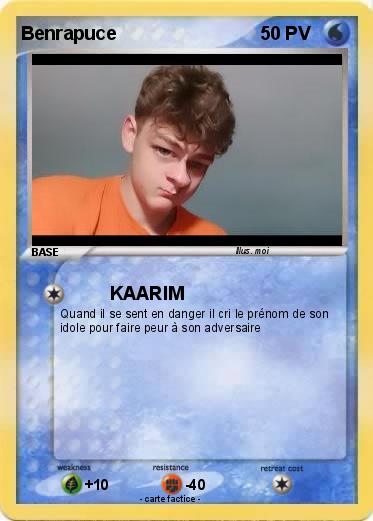 Benrapuce 50 PV
BASE
Illus. moi
KAARIM
Quand il se sent en danger il cri le prénom de son
idole pour faire peur à son adversaire
weakness resistance retreat cost
+10 -40
- carte factice -